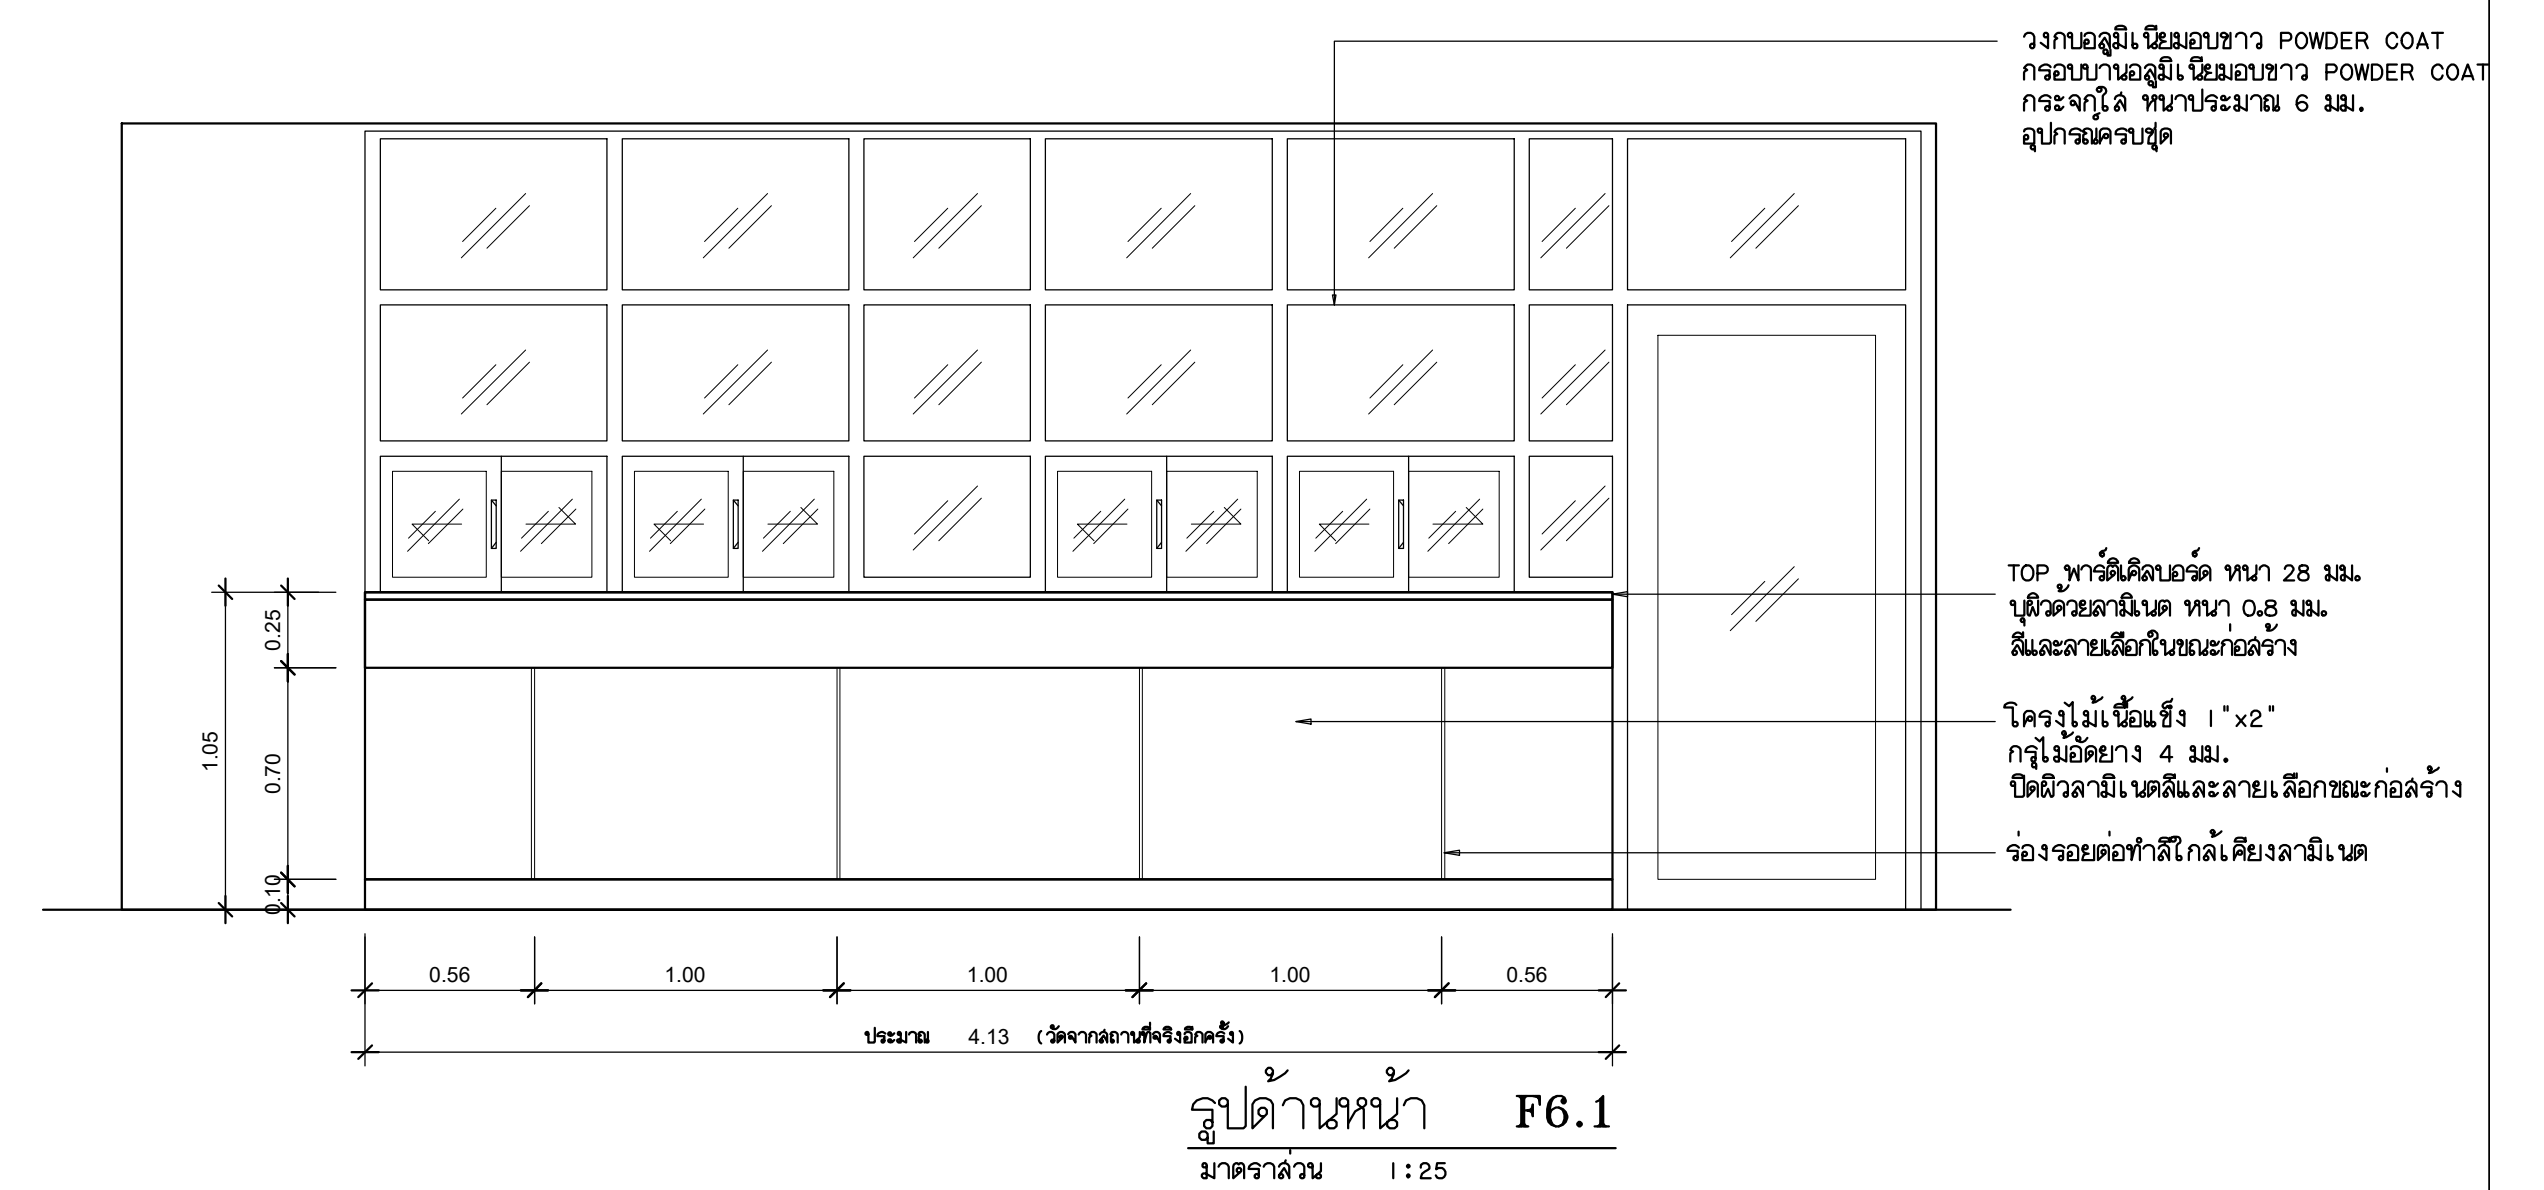 วงกบอลูมิเนียมอบขาว POWDER COAT
กรอบบานอลูมิเนียมอบขาว POWDER COAT
กระจกใส หนาประมาณ 6 มม.
อุปกรณ์ครบชุด
TOP พาร์ติเคิลบอร์ด หนา 28 มม.
บุผิวด้วยลามิเนต หนา 0.8 มม.
สีและลายเลือกในขณะก่อสร้าง
โครงไม้เนื้อแข็ง 1"x2"
กรุไม้อัดยาง 4 มม.
ปิดผิวลามิเนตสีและลายเลือกขณะก่อสร้าง
ร่องรอยต่อทำสีใกล้เคียงลามิเนต
1.05
0.25
0.70
0.10
0.56 1.00 1.00 1.00 0.56
ประมาณ 4.13 (วัดจากสถานที่จริงอีกครั้ง)
รูปด้านหน้า F6.1
มาตราส่วน 1:25